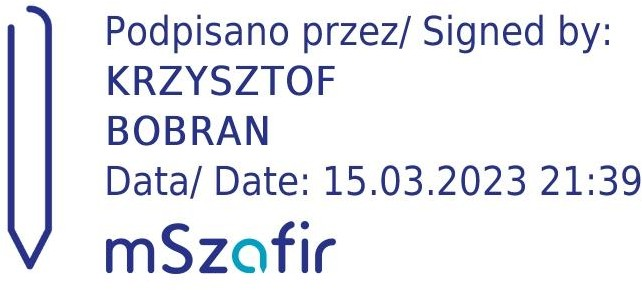 Podpisano przez/ Signed by:
KRZYSZTOF
BOBRAN
Data/ Date: 15.03.2023 21:39
mSzafir